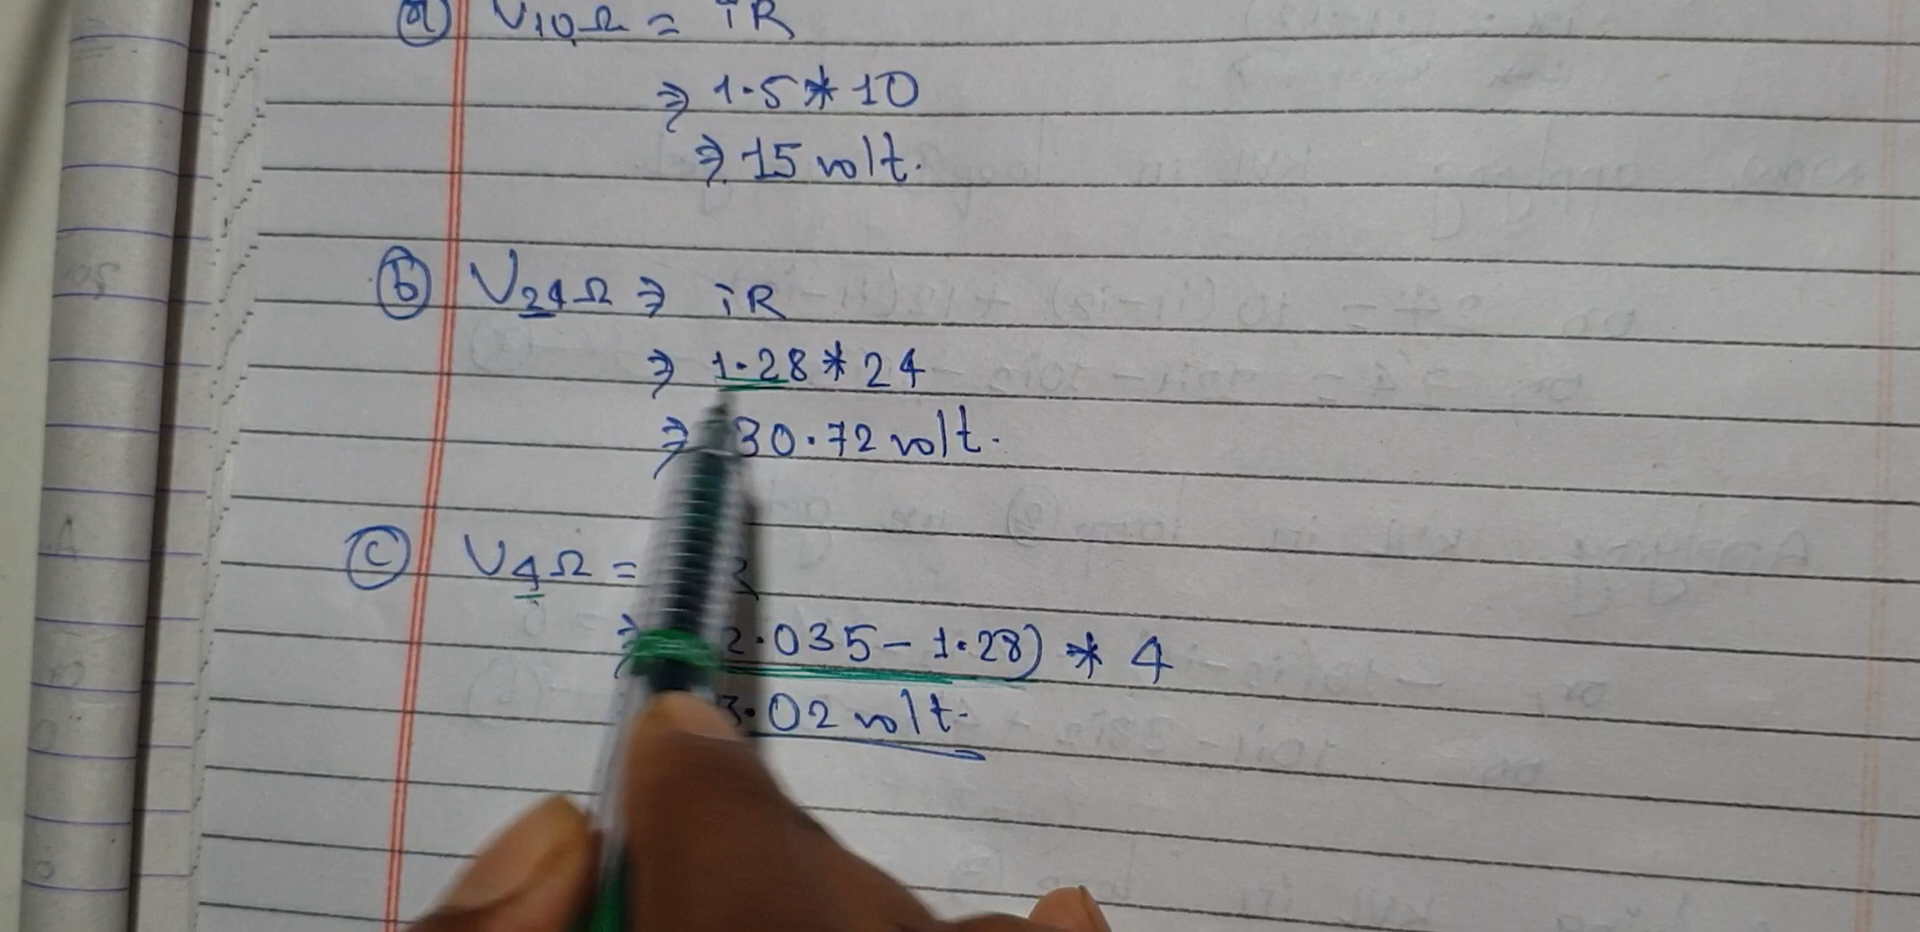 (a) V10Ω = iR
⇒ 1.5 * 10
⇒ 15 volt.
(b) V24Ω ⇒ iR
⇒ 1.28 * 24
⇒ 30.72 volt.
(c) V4Ω =
2.035 - 1.28) * 4
3.02 volt.